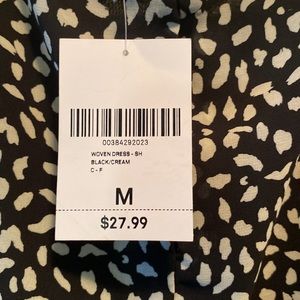 00384292023
WOVEN DRESS - SH
BLACK/CREAM
C - F
M
$27.99